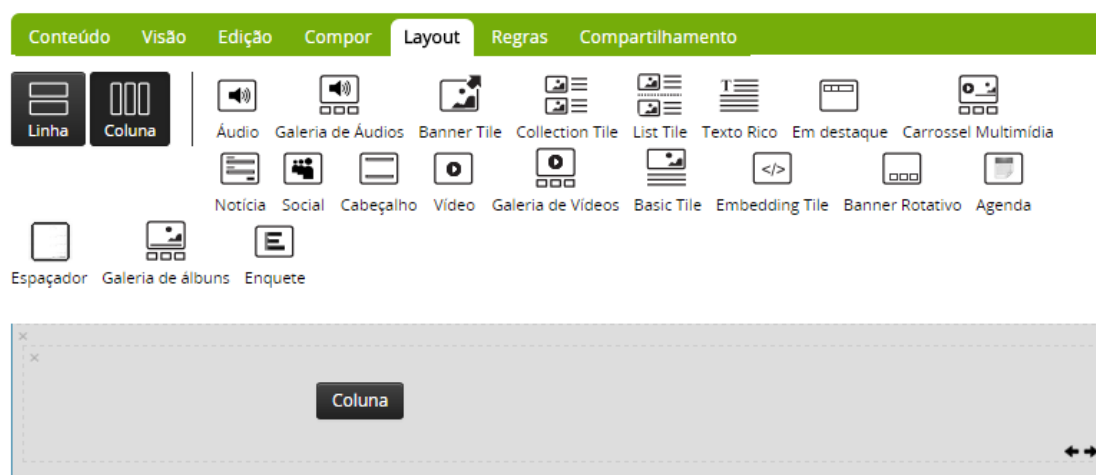 Conteúdo Visão Edição Compor Layout Regras Compartilhamento
Linha Coluna Áudio Galeria de Áudios Banner Tile Collection Tile List Tile Texto Rico Em destaque Carrossel Multimídia
Notícia Social Cabeçalho Vídeo Galeria de Vídeos Basic Tile Embedding Tile Banner Rotativo Agenda
Espaçador Galeria de álbuns Enquete
Coluna